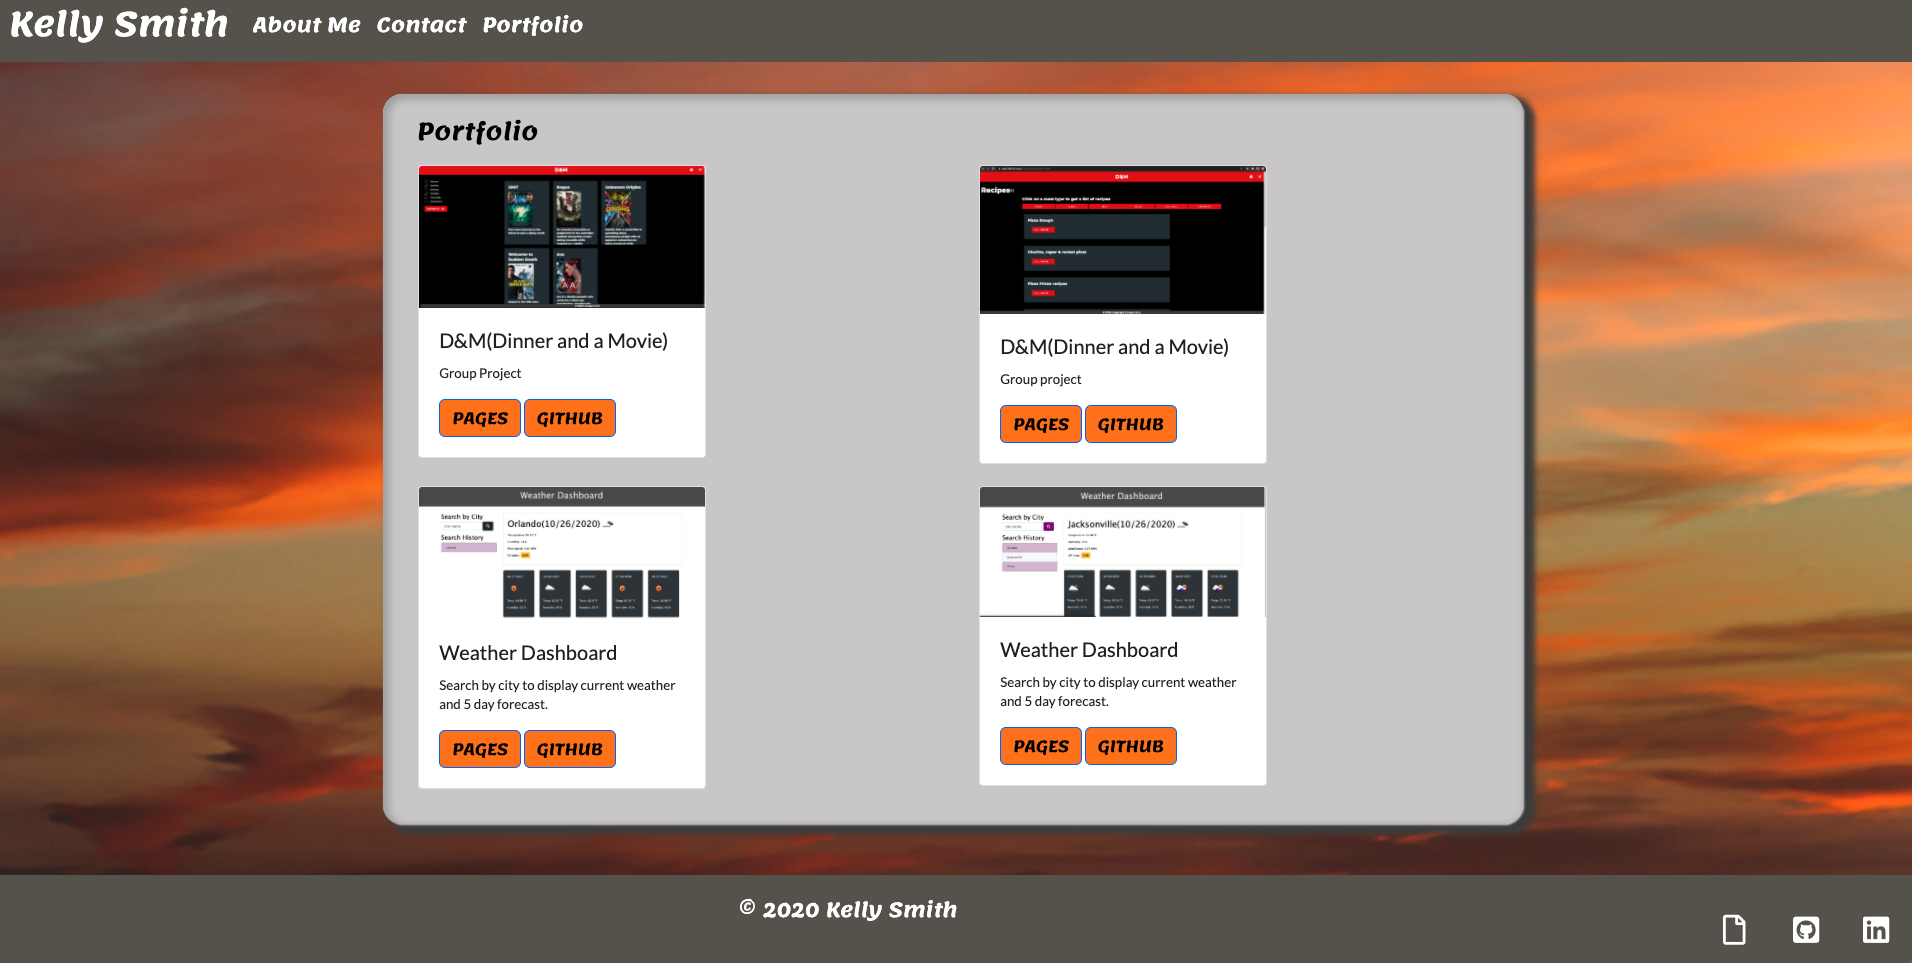 Kelly Smith About Me Contact Portfolio
Portfolio
D&M
2067
Rogue
Unknown Origins
Welcome to
Sudden Death
Ava
D&M(Dinner and a Movie)
Group Project
PAGES GITHUB
D&M
Recipes
Click on a meal type to get a list of recipes
Pizza Dough
Chorizo, rapar & rocket pizza
Pizza Frizza recipes
D&M(Dinner and a Movie)
Group project
PAGES GITHUB
Weather Dashboard
Search by City
Search History
Orlando(10/26/2020)
Weather Dashboard
Search by city to display current weather
and 5 day forecast.
PAGES GITHUB
Weather Dashboard
Search by City
Search History
Jacksonville(10/26/2020)
Weather Dashboard
Search by city to display current weather
and 5 day forecast.
PAGES GITHUB
© 2020 Kelly Smith
in